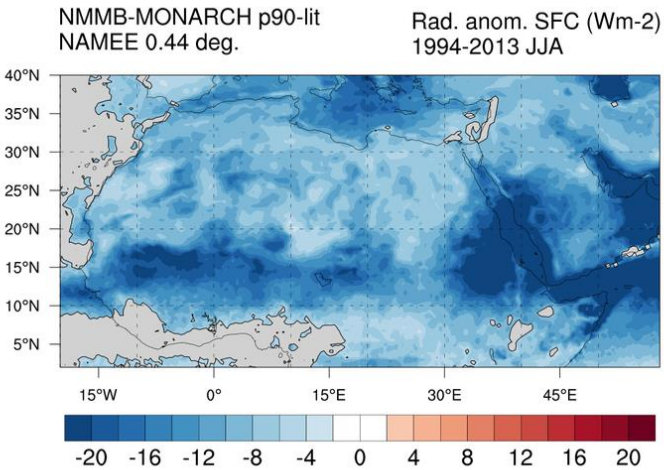 NMMB-MONARCH p90-lit
NAMEE 0.44 deg.
Rad. anom. SFC (Wm-2)
1994-2013 JJA
40°N
35°N
30°N
25°N
20°N
15°N
10°N
5°N
15°W 0° 15°E 30°E 45°E
-20 -16 -12 -8 -4 0 4 8 12 16 20